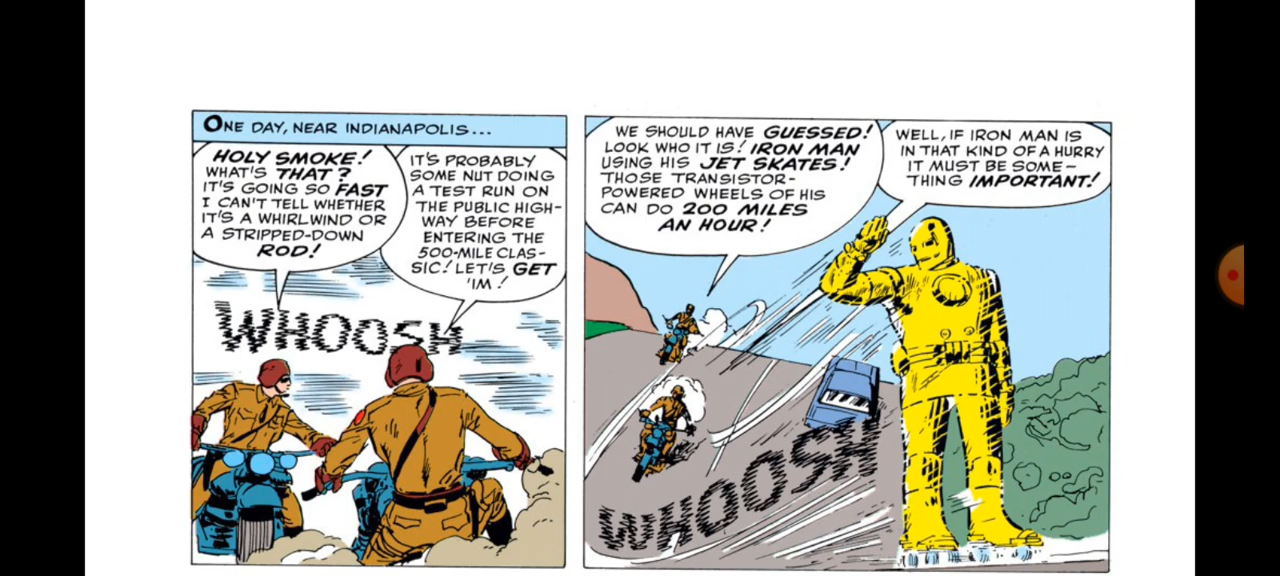 ONE DAY, NEAR INDIANAPOLIS...
HOLY SMOKE!
WHAT'S THAT?
IT'S GOING SO FAST
I CAN'T TELL WHETHER
IT'S A WHIRLWIND OR
A STRIPPED-DOWN
ROD!
IT'S PROBABLY
SOME NUT DOING
A TEST RUN ON
THE PUBLIC HIGH-
WAY BEFORE
ENTERING THE
500-MILE CLAS-
SIC! LET'S GET
'IM!
WHOOSH
WE SHOULD HAVE GUESSED!
LOOK WHO IT IS! IRON MAN
USING HIS JET SKATES!
THOSE TRANSISTOR-
POWERED WHEELS OF HIS
CAN DO 200 MILES
AN HOUR!
WELL, IF IRON MAN IS
IN THAT KIND OF A HURRY
IT MUST BE SOME-
THING IMPORTANT!
WHOOSH